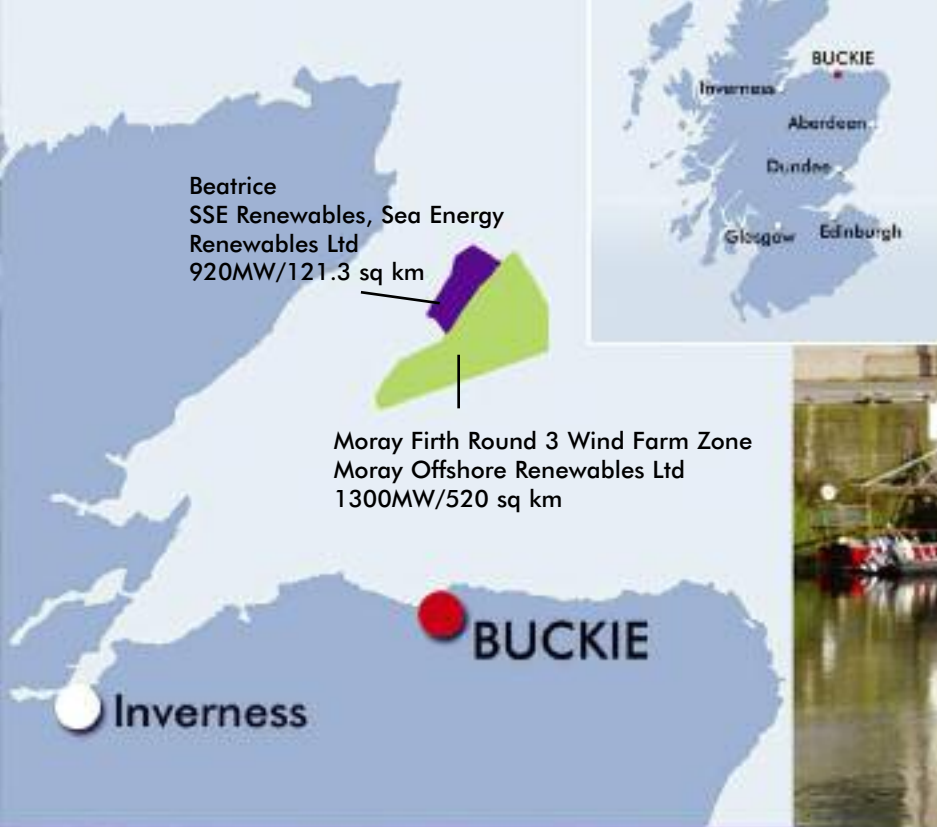 BUCKIE
Inverness
Aberdeen
Dundee
Glasgow
Edinburgh
Beatrice
SSE Renewables, Sea Energy
Renewables Ltd
920MW/121.3 sq km
Moray Firth Round 3 Wind Farm Zone
Moray Offshore Renewables Ltd
1300MW/520 sq km
BUCKIE
Inverness